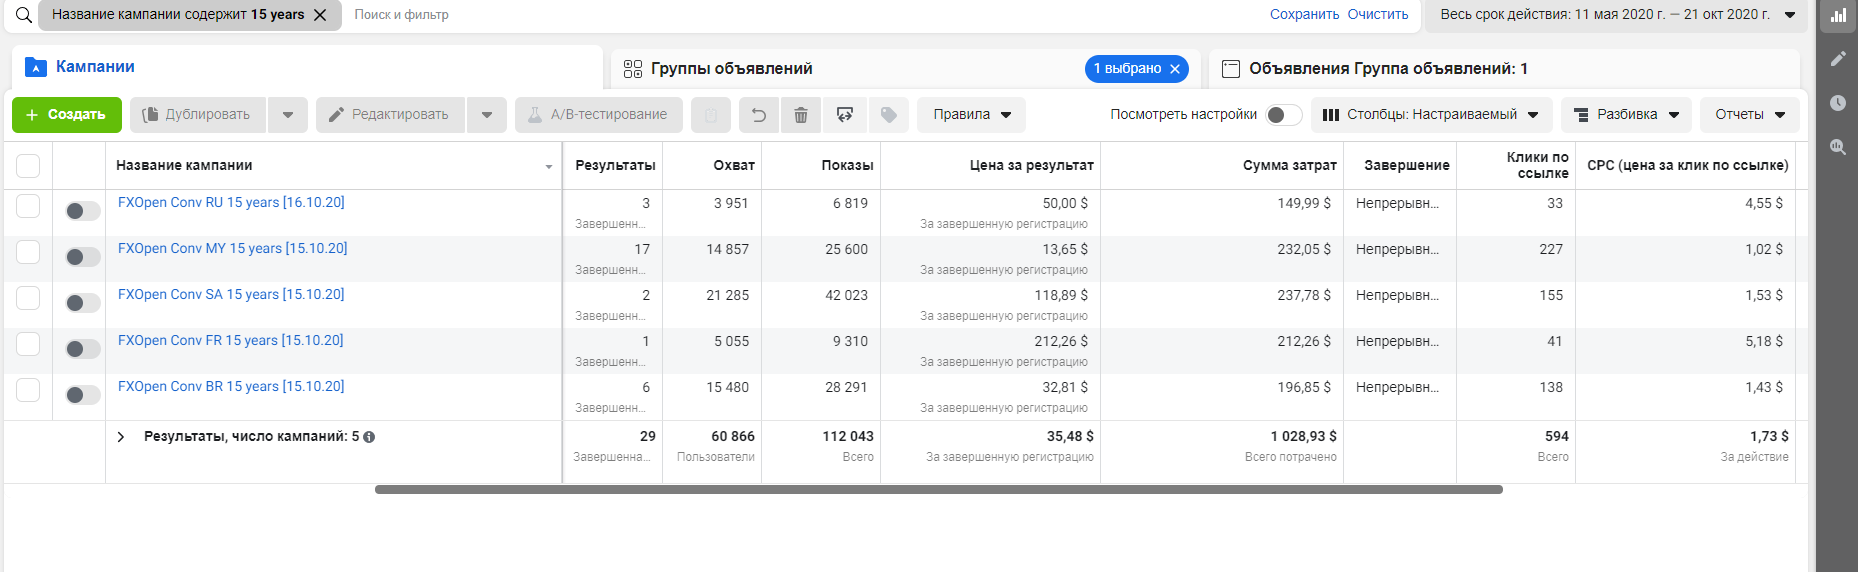 Название кампании содержит 15 years
Поиск и фильтр
Сохранить Очистить
Весь срок действия: 11 мая 2020 г. — 21 окт 2020 г.
Кампании
Группы объявлений
1 выбрано
Объявления Группа объявлений: 1
+ Создать
Дублировать
Редактировать
A/B-тестирование
Правила
Посмотреть настройки
Столбцы: Настраиваемый
Разбивка
Отчеты
Название кампании Результаты Охват Показы Цена за результат Сумма затрат Завершение Клики по ссылке CPC (цена за клик по ссылке)
FXOpen Conv RU 15 years [16.10.20] 3 3 951 6 819 50,00 $ 149,99 $ Непрерывн... 33 4,55 $
Завершенн... За завершенную регистрацию
FXOpen Conv MY 15 years [15.10.20] 17 14 857 25 600 13,65 $ 232,05 $ Непрерывн... 227 1,02 $
Завершенн... За завершенную регистрацию
FXOpen Conv SA 15 years [15.10.20] 2 21 285 42 023 118,89 $ 237,78 $ Непрерывн... 155 1,53 $
Завершенн... За завершенную регистрацию
FXOpen Conv FR 15 years [15.10.20] 1 5 055 9 310 212,26 $ 212,26 $ Непрерывн... 41 5,18 $
Завершенн... За завершенную регистрацию
FXOpen Conv BR 15 years [15.10.20] 6 15 480 28 291 32,81 $ 196,85 $ Непрерывн... 138 1,43 $
Завершенн... За завершенную регистрацию
Результаты, число кампаний: 5 29 60 866 112 043 35,48 $ 1 028,93 $ 594 1,73 $
Завершенна... Пользователи Всего За завершенную регистрацию Всего потрачено Всего За действие